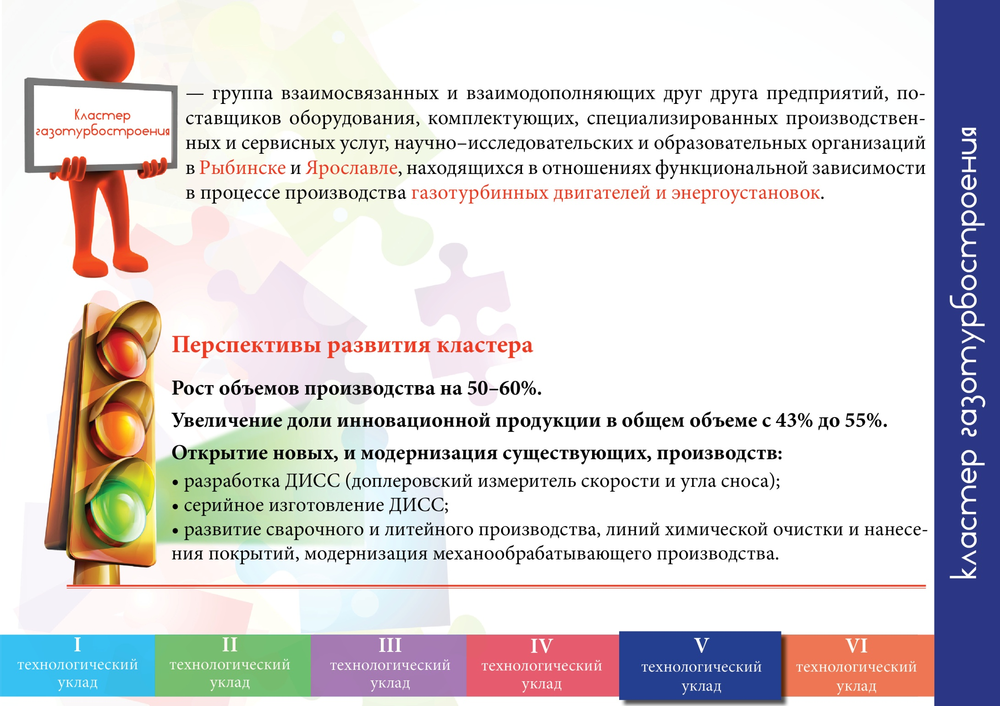 Кластер
газотурбостроения
— группа взаимосвязанных и взаимодополняющих друг друга предприятий, по-
ставщиков оборудования, комплектующих, специализированных производствен-
ных и сервисных услуг, научно–исследовательских и образовательных организаций
в Рыбинске и Ярославле, находящихся в отношениях функциональной зависимости
в процессе производства газотурбинных двигателей и энергоустановок.
Перспективы развития кластера
Рост объемов производства на 50–60%.
Увеличение доли инновационной продукции в общем объеме с 43% до 55%.
Открытие новых, и модернизация существующих, производств:
• разработка ДИСС (доплеровский измеритель скорости и угла сноса);
• серийное изготовление ДИСС;
• развитие сварочного и литейного производства, линий химической очистки и нанесе-
ния покрытий, модернизация механообрабатывающего производства.
I
технологический
уклад
II
технологический
уклад
III
технологический
уклад
IV
технологический
уклад
V
технологический
уклад
VI
технологический
уклад
кластер газотурбостроения